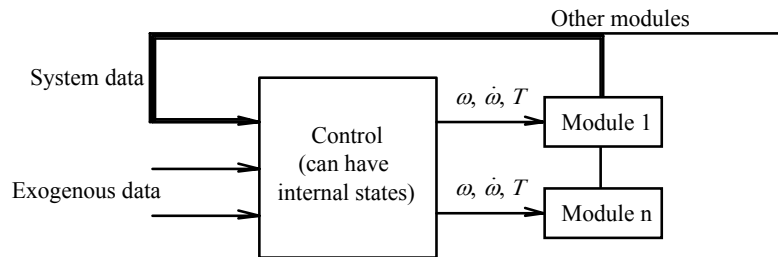 Other modules
System data
ω, ω̇, T
Module 1
Control
(can have
internal states)
Exogenous data
ω, ω̇, T
Module n